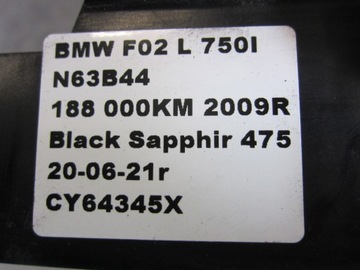 BMW F02 L 750I
N63B44
188 000KM 2009R
Black Sapphir 475
20-06-21r
CY64345X